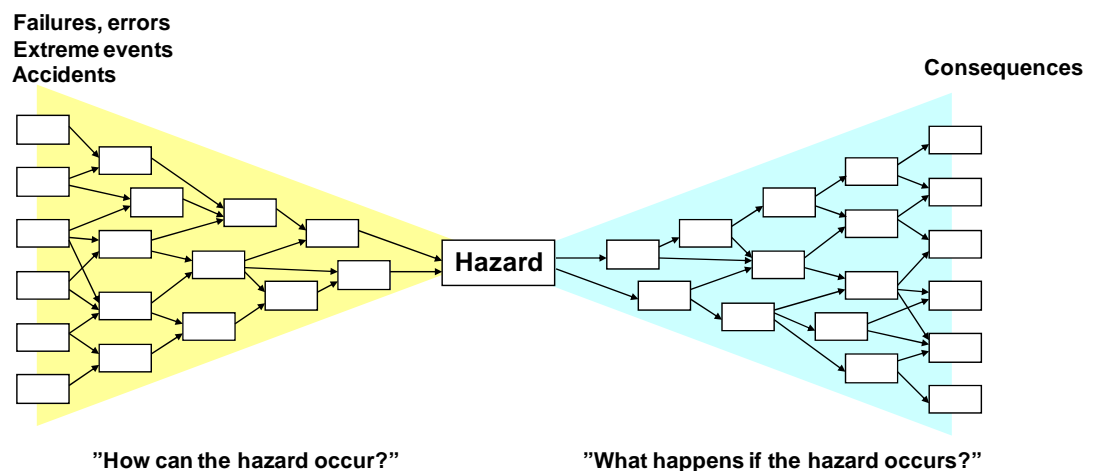 Failures, errors
Extreme events
Accidents
Consequences
Hazard
”How can the hazard occur?”
”What happens if the hazard occurs?”